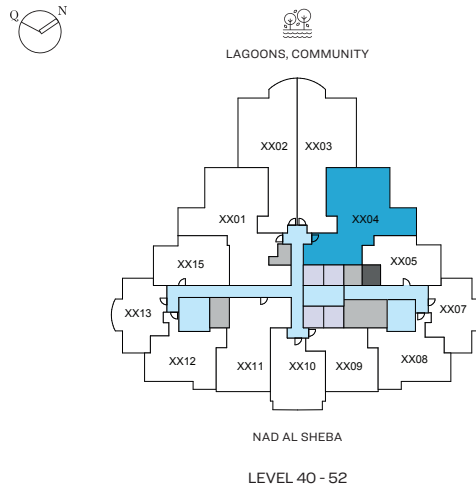 Q N
LAGOONS, COMMUNITY
XX02 XX03
XX01 XX04
XX15 XX05
XX13 XX07
XX12 XX11 XX10 XX09 XX08
NAD AL SHEBA
LEVEL 40 - 52